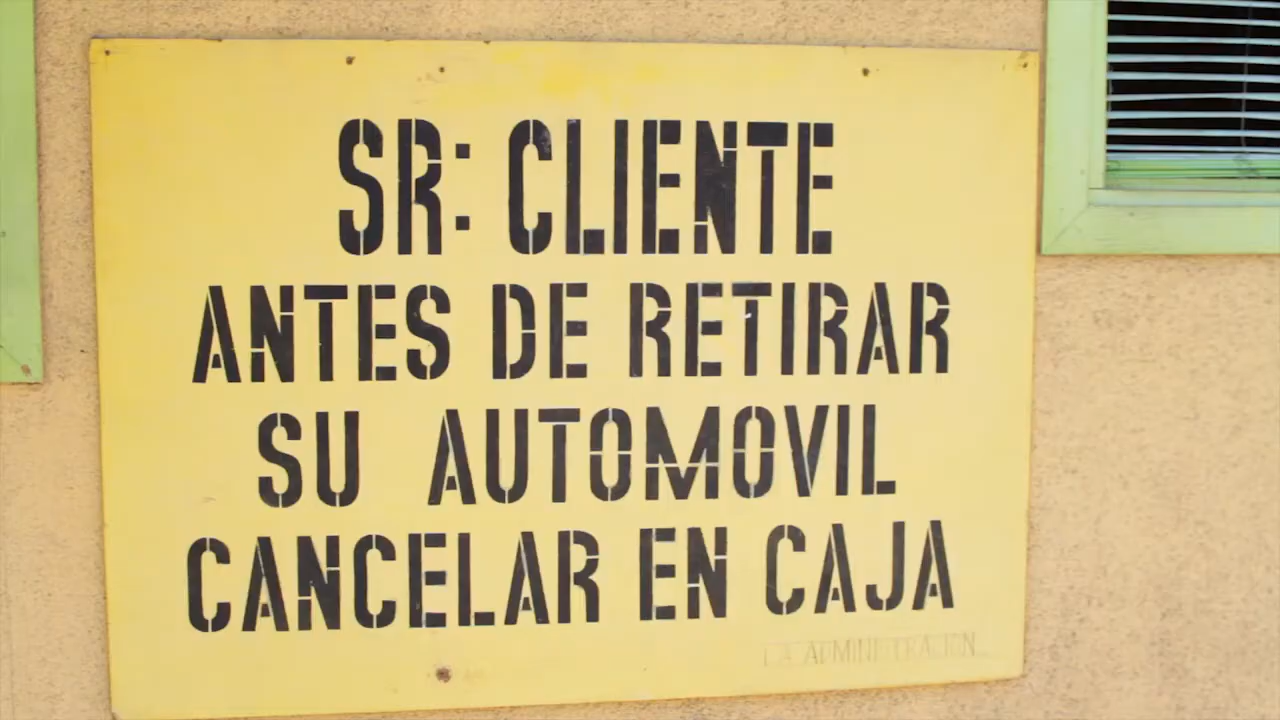 SR: CLIENTE
ANTES DE RETIRAR
SU AUTOMOVIL
CANCELAR EN CAJA
LA ADMINISTRACION